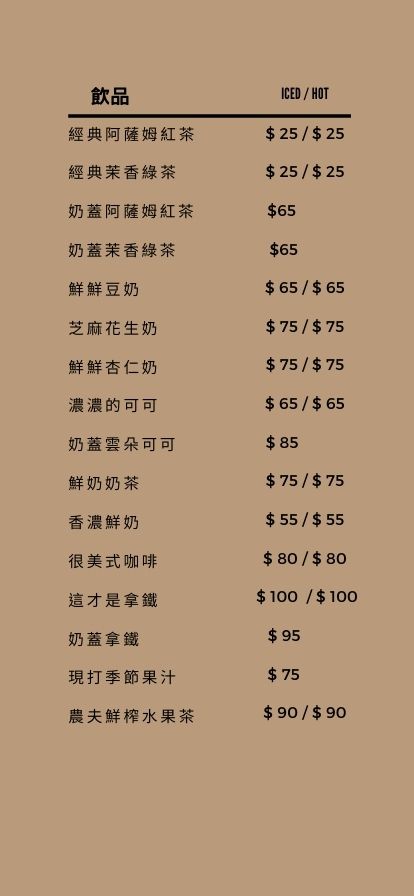 飲品 ICED / HOT
經典阿薩姆紅茶 $ 25 / $ 25
經典茉香綠茶 $ 25 / $ 25
奶蓋阿薩姆紅茶 $65
奶蓋茉香綠茶 $65
鮮鮮豆奶 $ 65 / $ 65
芝麻花生奶 $ 75 / $ 75
鮮鮮杏仁奶 $ 75 / $ 75
濃濃的可可 $ 65 / $ 65
奶蓋雲朵可可 $ 85
鮮奶奶茶 $ 75 / $ 75
香濃鮮奶 $ 55 / $ 55
很美式咖啡 $ 80 / $ 80
這才是拿鐵 $ 100 / $ 100
奶蓋拿鐵 $ 95
現打季節果汁 $ 75
農夫鮮榨水果茶 $ 90 / $ 90